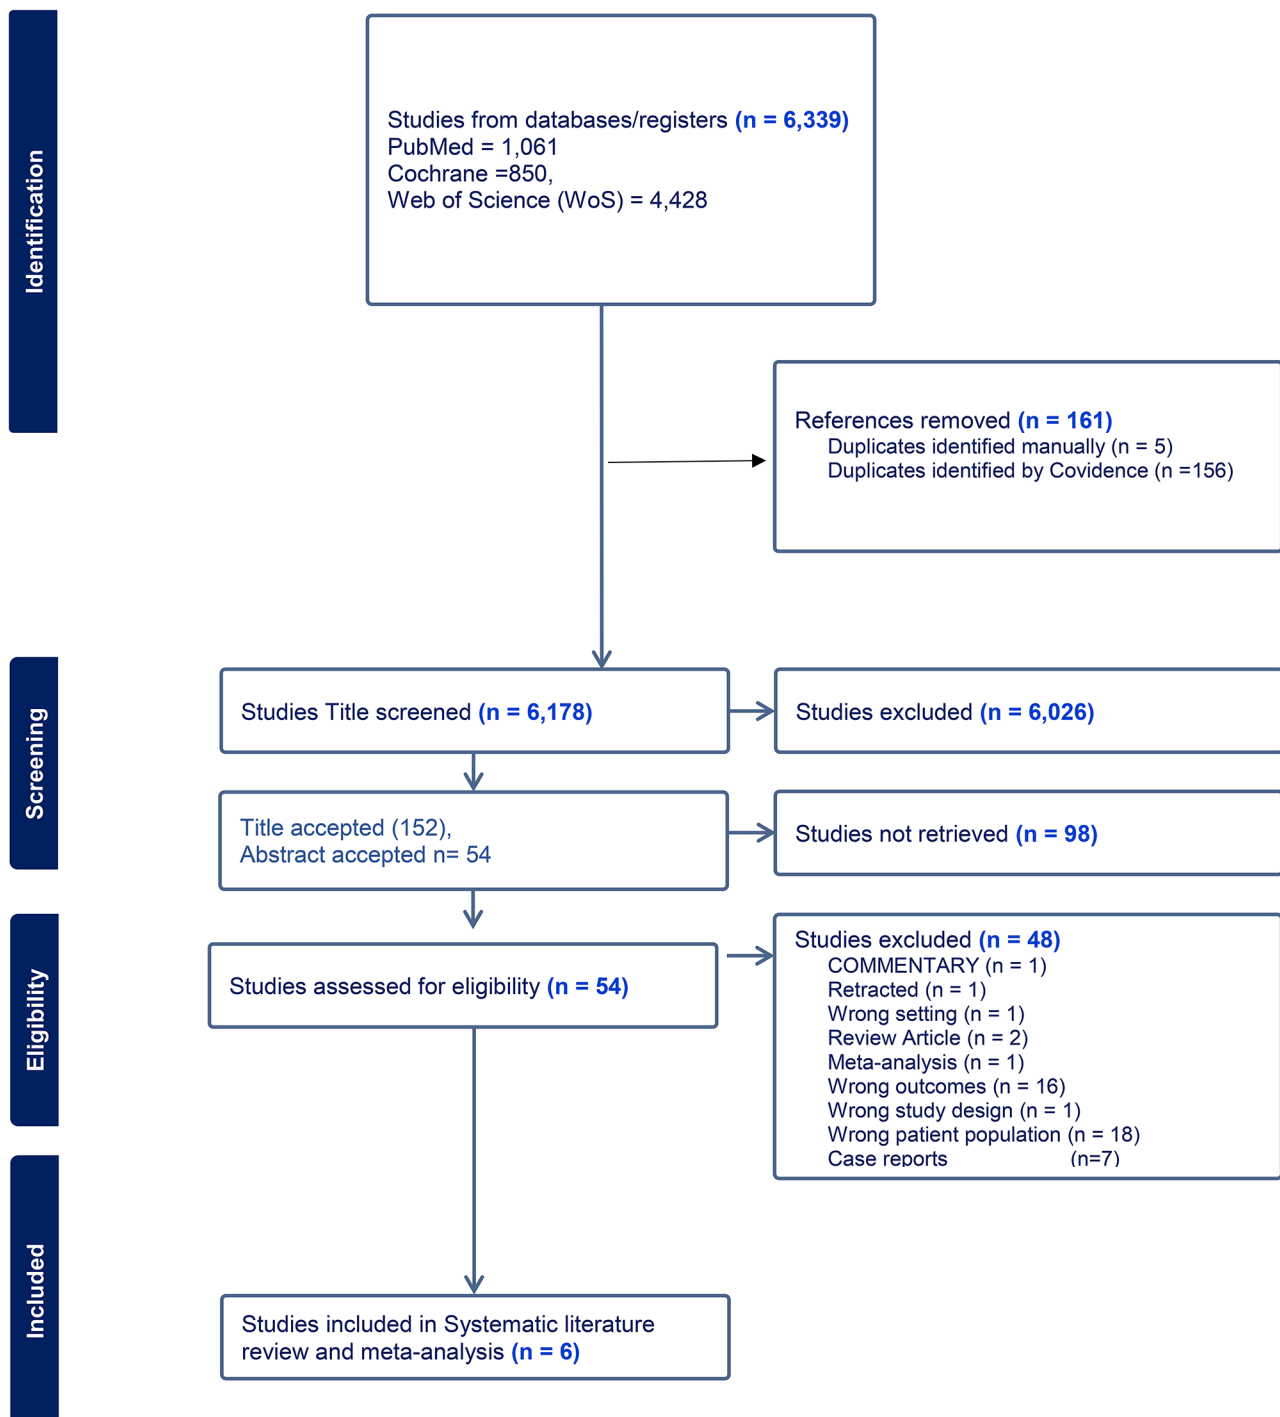 Identification
Studies from databases/registers (n = 6,339)
PubMed = 1,061
Cochrane =850,
Web of Science (WoS) = 4,428
References removed (n = 161)
Duplicates identified manually (n = 5)
Duplicates identified by Covidence (n =156)
Screening
Studies Title screened (n = 6,178)
Studies excluded (n = 6,026)
Title accepted (152),
Abstract accepted n= 54
Studies not retrieved (n = 98)
Eligibility
Studies assessed for eligibility (n = 54)
Studies excluded (n = 48)
COMMENTARY (n = 1)
Retracted (n = 1)
Wrong setting (n = 1)
Review Article (n = 2)
Meta-analysis (n = 1)
Wrong outcomes (n = 16)
Wrong study design (n = 1)
Wrong patient population (n = 18)
Case reports (n=7)
Included
Studies included in Systematic literature
review and meta-analysis (n = 6)